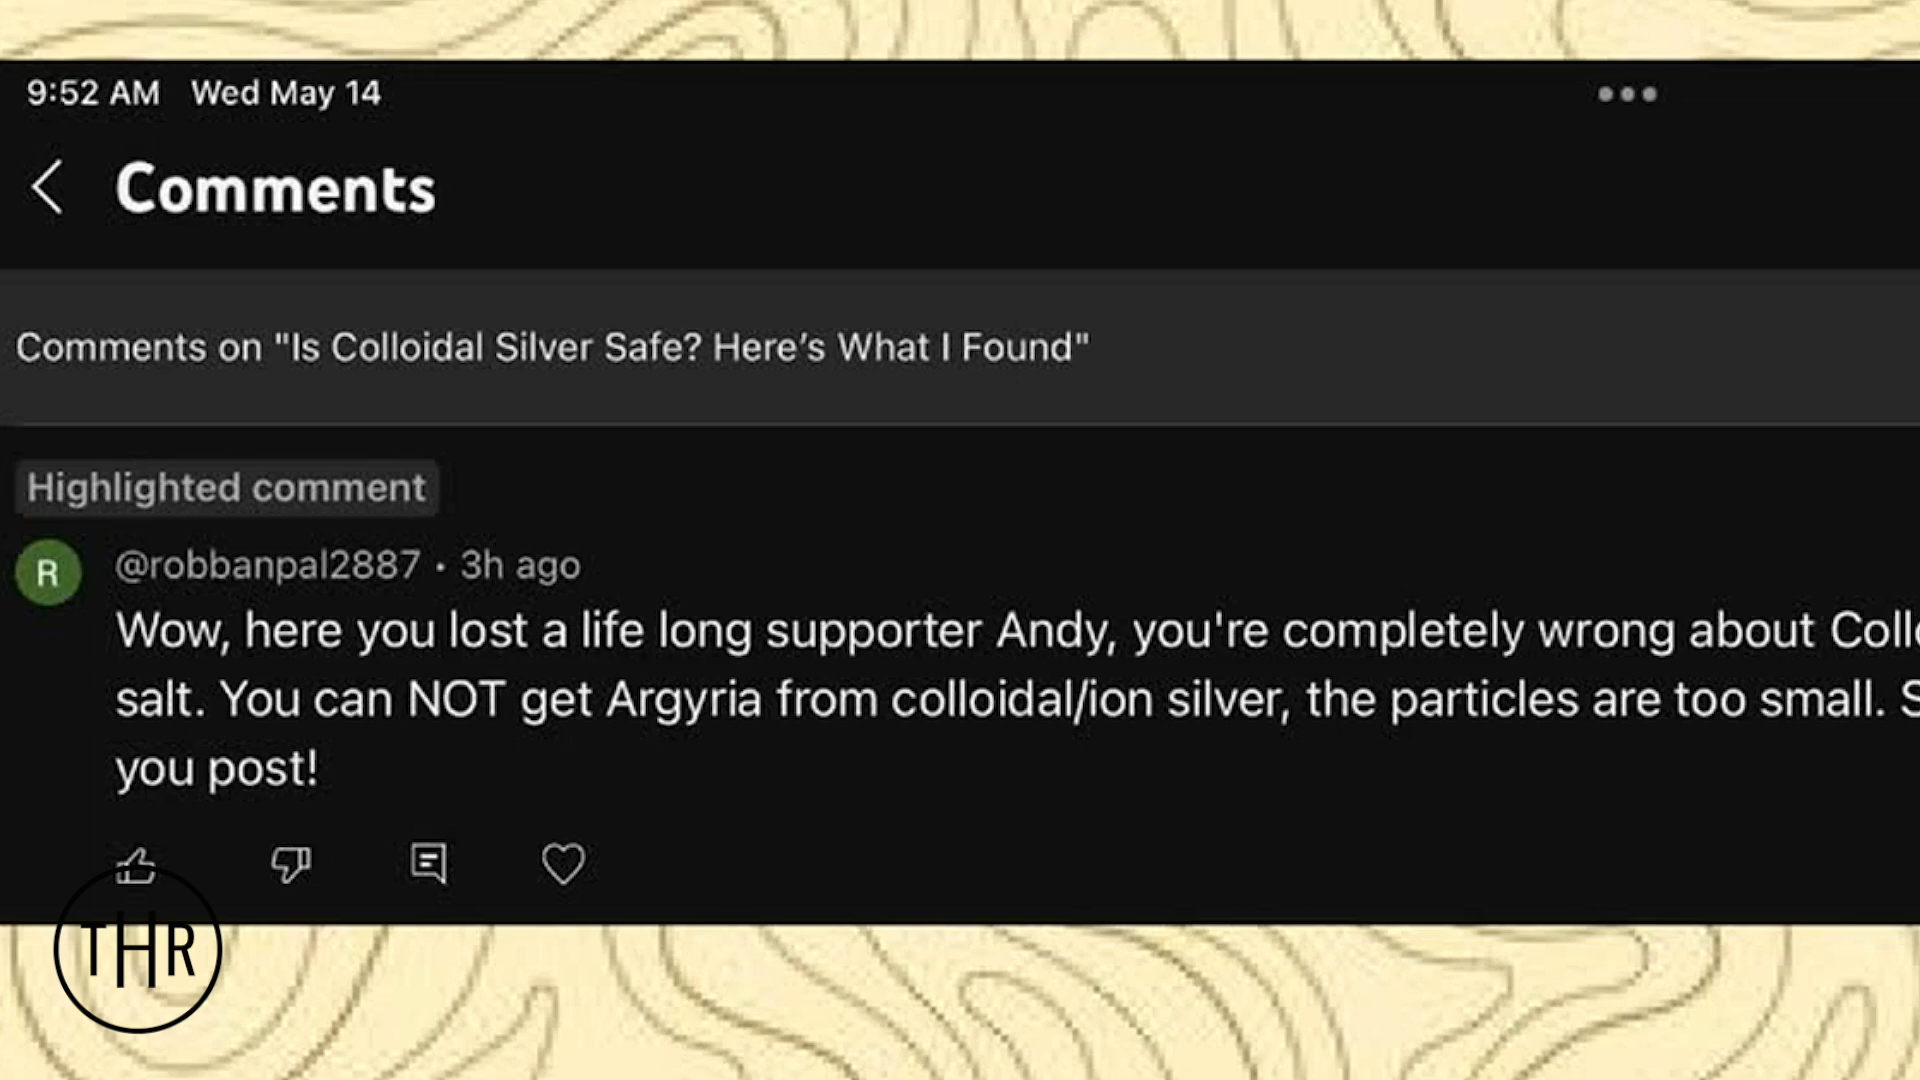 9:52 AM Wed May 14
Comments
Comments on "Is Colloidal Silver Safe? Here's What I Found"
Highlighted comment
R @robbanpal2887 • 3h ago
Wow, here you lost a life long supporter Andy, you're completely wrong about
salt. You can NOT get Argyria from colloidal/ion silver, the particles are too small.
you post!
THR